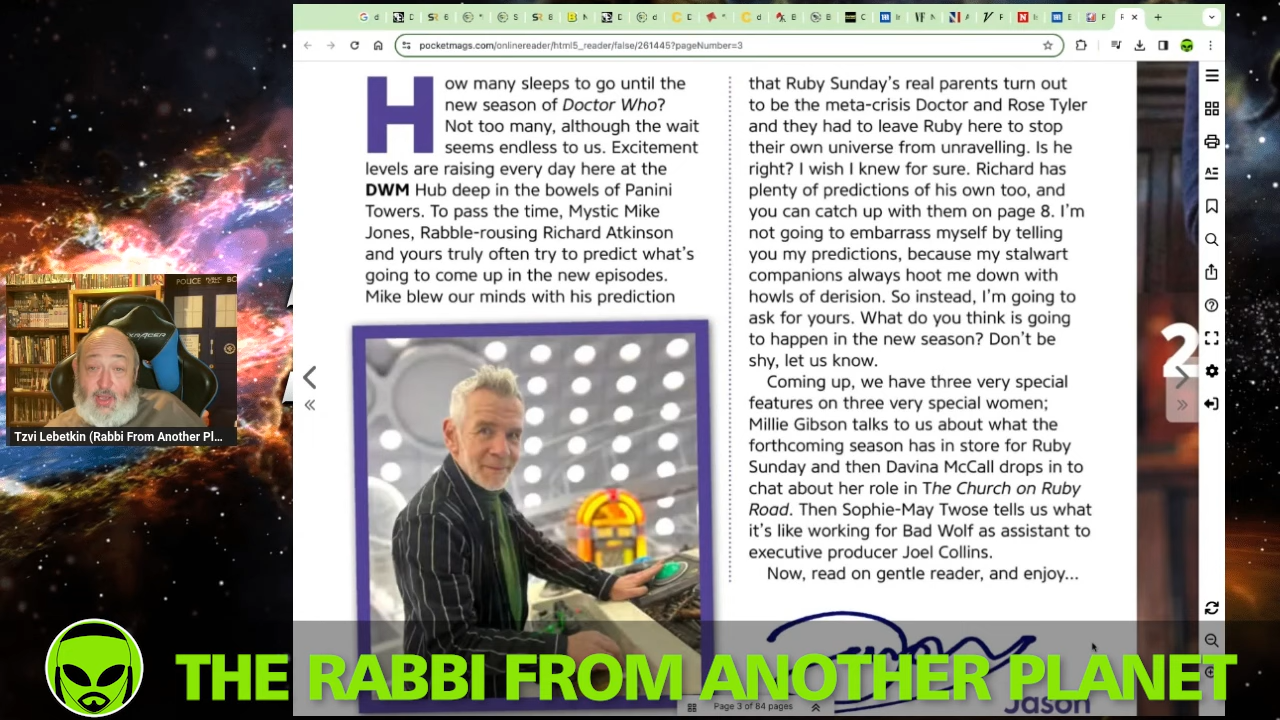 pocketmags.com/onlinereader/html5_reader/false/261445?pageNumber=3
How many sleeps to go until the
new season of Doctor Who?
Not too many, although the wait
seems endless to us. Excitement
levels are raising every day here at the
DWM Hub deep in the bowels of Panini
Towers. To pass the time, Mystic Mike
Jones, Rabble-rousing Richard Atkinson
and yours truly often try to predict what's
going to come up in the new episodes.
Mike blew our minds with his prediction
that Ruby Sunday's real parents turn out
to be the meta-crisis Doctor and Rose Tyler
and they had to leave Ruby here to stop
their own universe from unravelling. Is he
right? I wish I knew for sure. Richard has
plenty of predictions of his own too, and
you can catch up with them on page 8. I'm
not going to embarrass myself by telling
you my predictions, because my stalwart
companions always shoot me down with
howls of derision. So instead, I'm going to
ask for yours. What do you think is going
to happen in the new season? Don't be
shy, let us know.
Coming up, we have three very special
features on three very special women;
Millie Gibson talks to us about what the
forthcoming season has in store for Ruby
Sunday and then Davina McCall drops in to
chat about her role in The Church on Ruby
Road. Then Sophie-May Twose tells us what
it's like working for Bad Wolf as assistant to
executive producer Joel Collins.
Now, read on gentle reader, and enjoy...
Jason
2
Page 3 of 84 pages
POLICE BO
Tzvi Lebetkin (Rabbi From Another Pl...
THE RABBI FROM ANOTHER PLANET